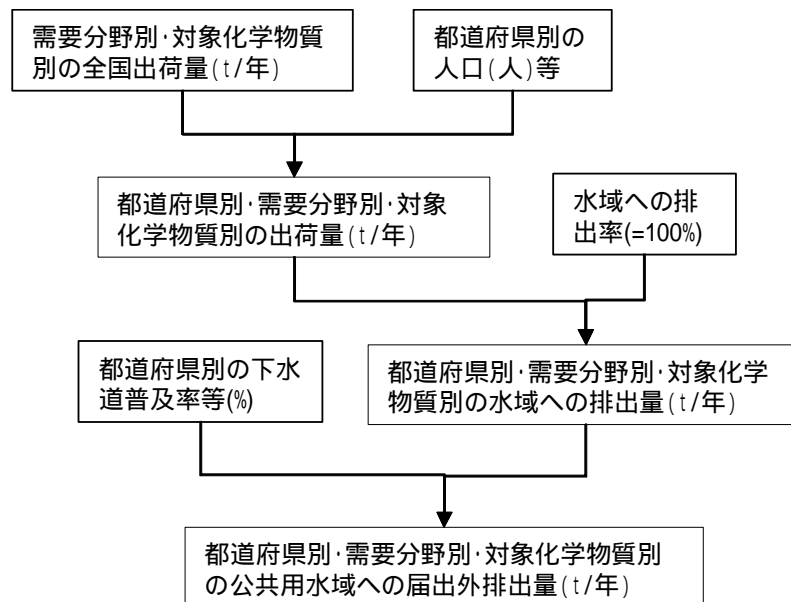 需要分野別・対象化学物質
別の全国出荷量(t/年)
都道府県別の
人口(人)等
都道府県別・需要分野別・対象
化学物質別の出荷量(t/年)
水域への排
出率(=100%)
都道府県別の下水
道普及率等(%)
都道府県別・需要分野別・対象化学
物質別の水域への排出量(t/年)
都道府県別・需要分野別・対象化学物質別
の公共用水域への届出外排出量(t/年)